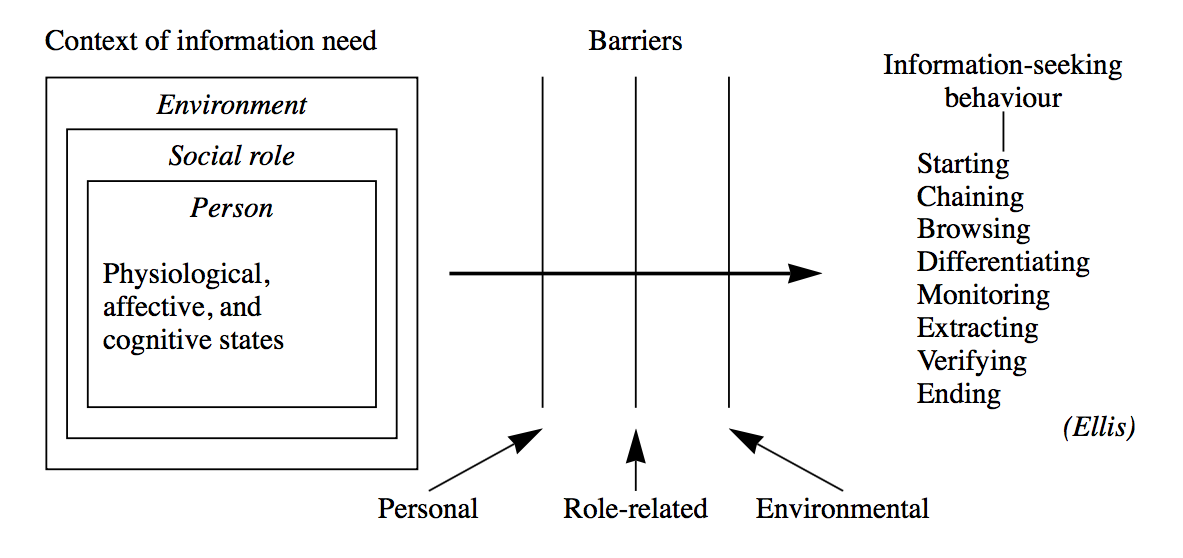 Context of information need
Environment
Social role
Person
Physiological,
affective, and
cognitive states
Barriers
Personal
Role-related
Environmental
Information-seeking
behaviour
Starting
Chaining
Browsing
Differentiating
Monitoring
Extracting
Verifying
Ending
(Ellis)